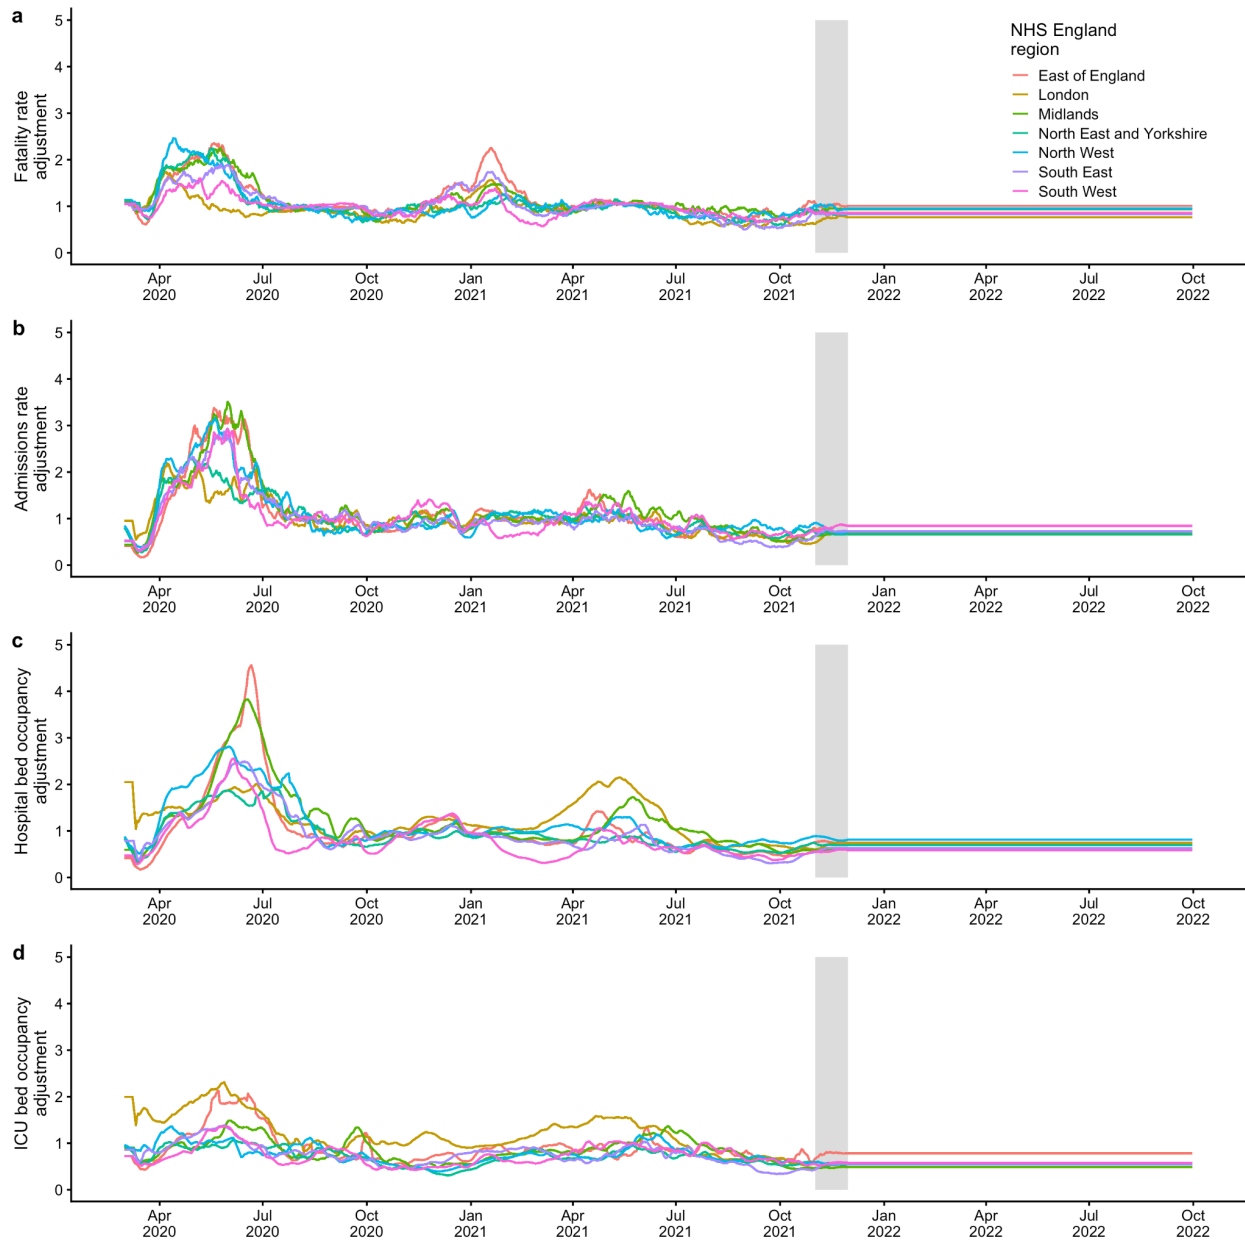 a
Fatality rate
adjustment
5
4
3
2
1
0
NHS England
region
East of England
London
Midlands
North East and Yorkshire
North West
South East
South West
Apr Jul Oct Jan Apr Jul Oct Jan Apr Jul Oct
2020 2020 2020 2021 2021 2021 2021 2022 2022 2022 2022
b
Admissions rate
adjustment
5
4
3
2
1
0
Apr Jul Oct Jan Apr Jul Oct Jan Apr Jul Oct
2020 2020 2020 2021 2021 2021 2021 2022 2022 2022 2022
c
Hospital bed occupancy
adjustment
5
4
3
2
1
0
Apr Jul Oct Jan Apr Jul Oct Jan Apr Jul Oct
2020 2020 2020 2021 2021 2021 2021 2022 2022 2022 2022
d
ICU bed occupancy
adjustment
5
4
3
2
1
0
Apr Jul Oct Jan Apr Jul Oct Jan Apr Jul Oct
2020 2020 2020 2021 2021 2021 2021 2022 2022 2022 2022